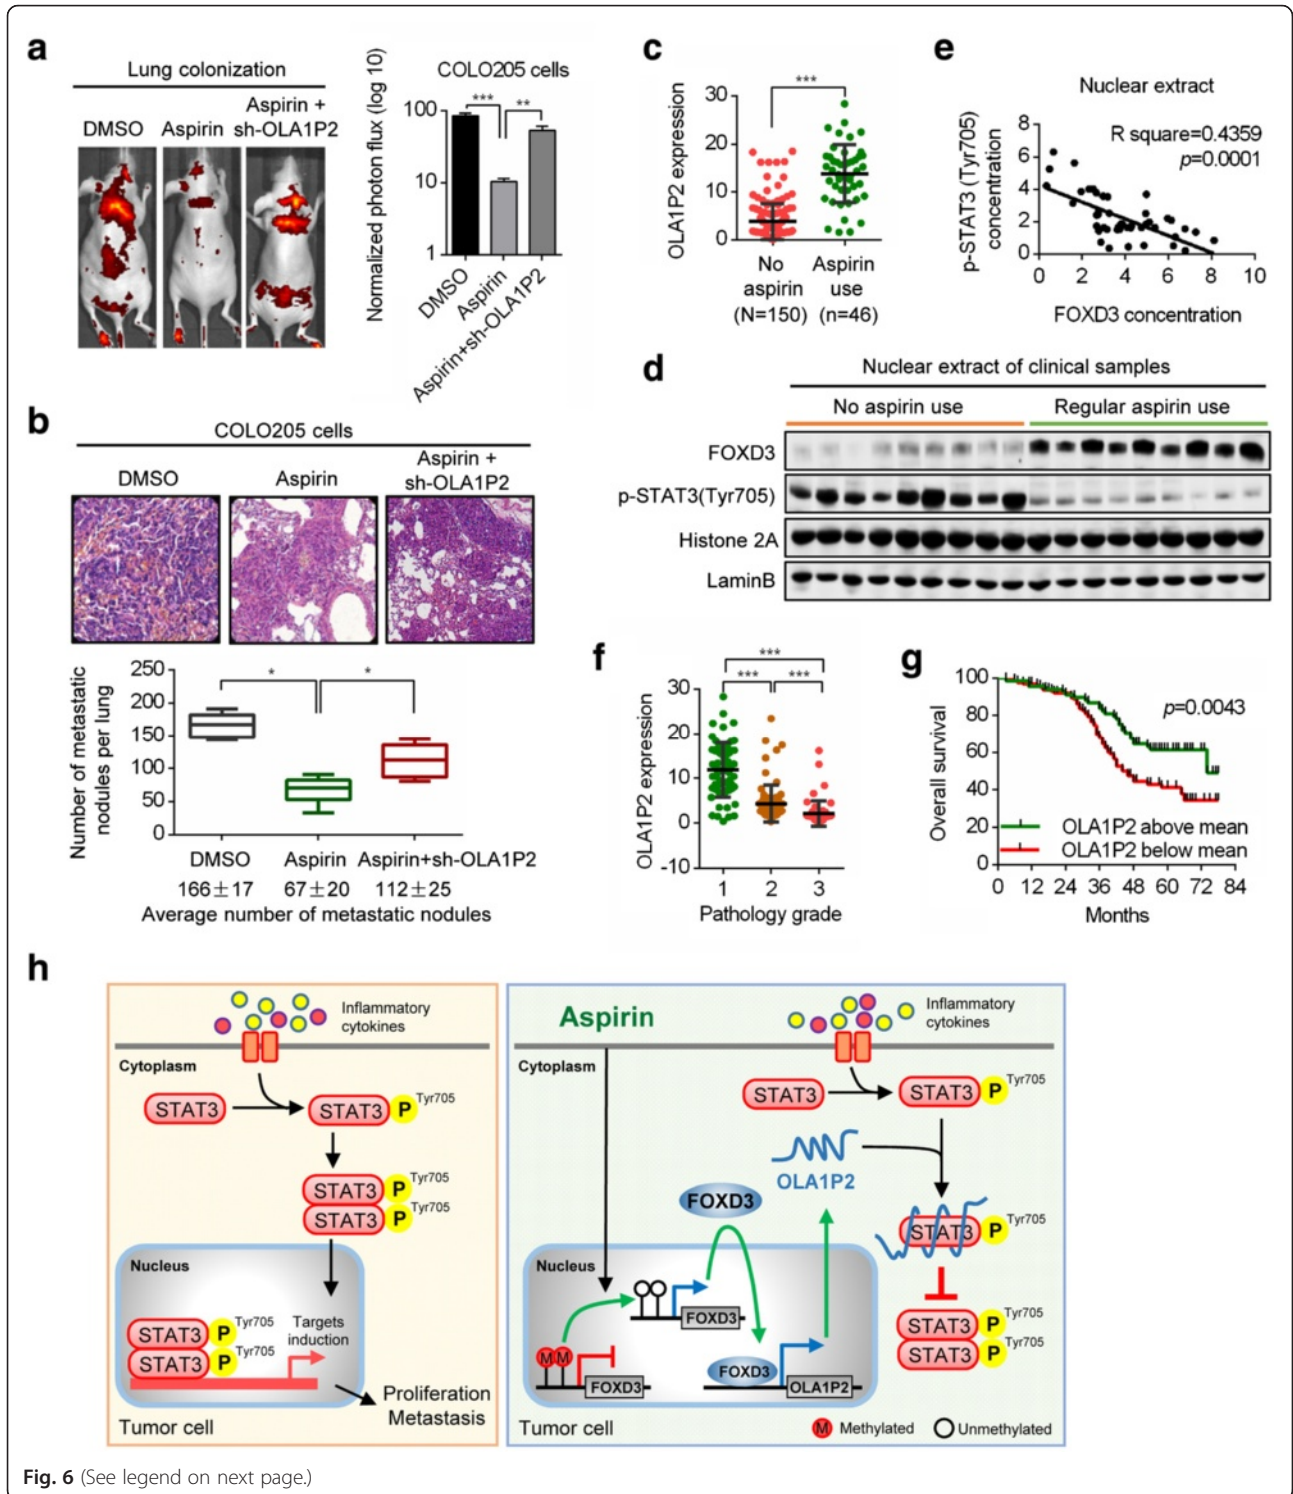 a
Lung colonization
DMSO
Aspirin
Aspirin +
sh-OLA1P2
Normalized photon flux (log 10)
COLO205 cells
***
**
100
10
1
DMSO
Aspirin
Aspirin+sh-OLA1P2
b
COLO205 cells
DMSO
Aspirin
Aspirin +
sh-OLA1P2
Number of metastatic
nodules per lung
250
200
150
100
50
0
*
*
DMSO
Aspirin
Aspirin+sh-OLA1P2
166±17
67±20
112±25
Average number of metastatic nodules
c
OLA1P2 expression
***
30
20
10
0
No
aspirin
(N=150)
Aspirin
use
(n=46)
e
Nuclear extract
R square=0.4359
p=0.0001
p-STAT3 (Tyr705)
concentration
8
6
4
2
0
0 2 4 6 8 10
FOXD3 concentration
d
Nuclear extract of clinical samples
No aspirin use
Regular aspirin use
FOXD3
p-STAT3(Tyr705)
Histone 2A
LaminB
f
OLA1P2 expression
***
*** ***
30
20
10
0
-10
1 2 3
Pathology grade
g
Overall survival
100
80
60
40
20
0
p=0.0043
OLA1P2 above mean
OLA1P2 below mean
0 12 24 36 48 60 72 84
Months
h
Inflammatory
cytokines
Cytoplasm
STAT3
STAT3 P Tyr705
STAT3 P Tyr705
STAT3 P Tyr705
Nucleus
STAT3 P Tyr705
STAT3 P Tyr705
Targets
induction
Proliferation
Metastasis
Tumor cell
Aspirin
Inflammatory
cytokines
Cytoplasm
STAT3
STAT3 P Tyr705
OLA1P2
FOXD3
STAT3 P Tyr705
Nucleus
FOXD3
M M
FOXD3
FOXD3
OLA1P2
STAT3 P Tyr705
STAT3 P Tyr705
Tumor cell
M Methylated
Unmethylated
Fig. 6 (See legend on next page.)